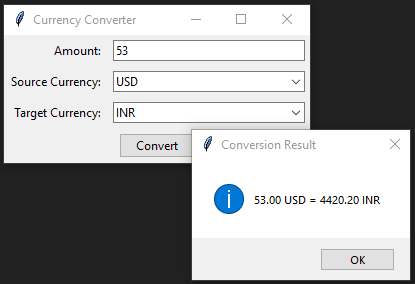 Currency Converter
Amount: 53
Source Currency: USD
Target Currency: INR
Convert
Conversion Result
53.00 USD = 4420.20 INR
OK